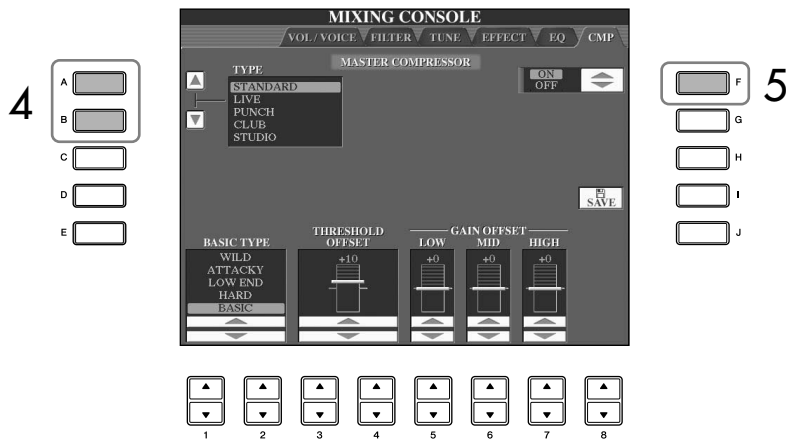 MIXING CONSOLE
VOL / VOICE FILTER TUNE EFFECT EQ CMP
MASTER COMPRESSOR
TYPE
STANDARD
LIVE
PUNCH
CLUB
STUDIO
ON
OFF
SAVE
4
A
B
C
D
E
5
F
G
H
I
J
BASIC TYPE
WILD
ATTACKY
LOW END
HARD
BASIC
THRESHOLD
OFFSET
+10
GAIN OFFSET
LOW MID HIGH
+0 +0 +0
1 2 3 4 5 6 7 8